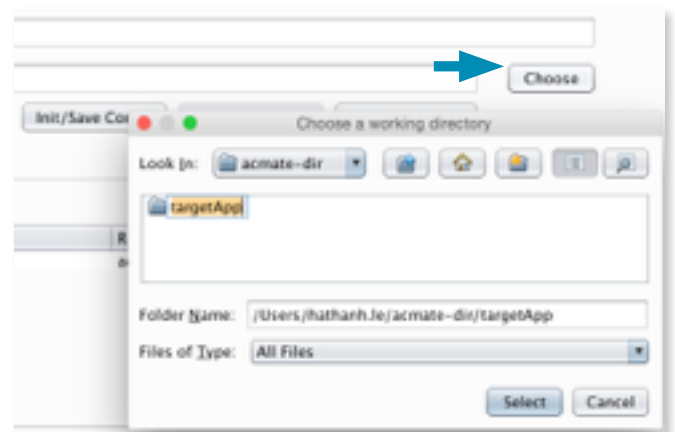 Choose
Init/Save Co
Choose a working directory
Look In: acmate-dir
targetApp
R
Folder Name: /Users/hathanh.le/acmate-dir/targetApp
Files of Type: All Files
Select Cancel